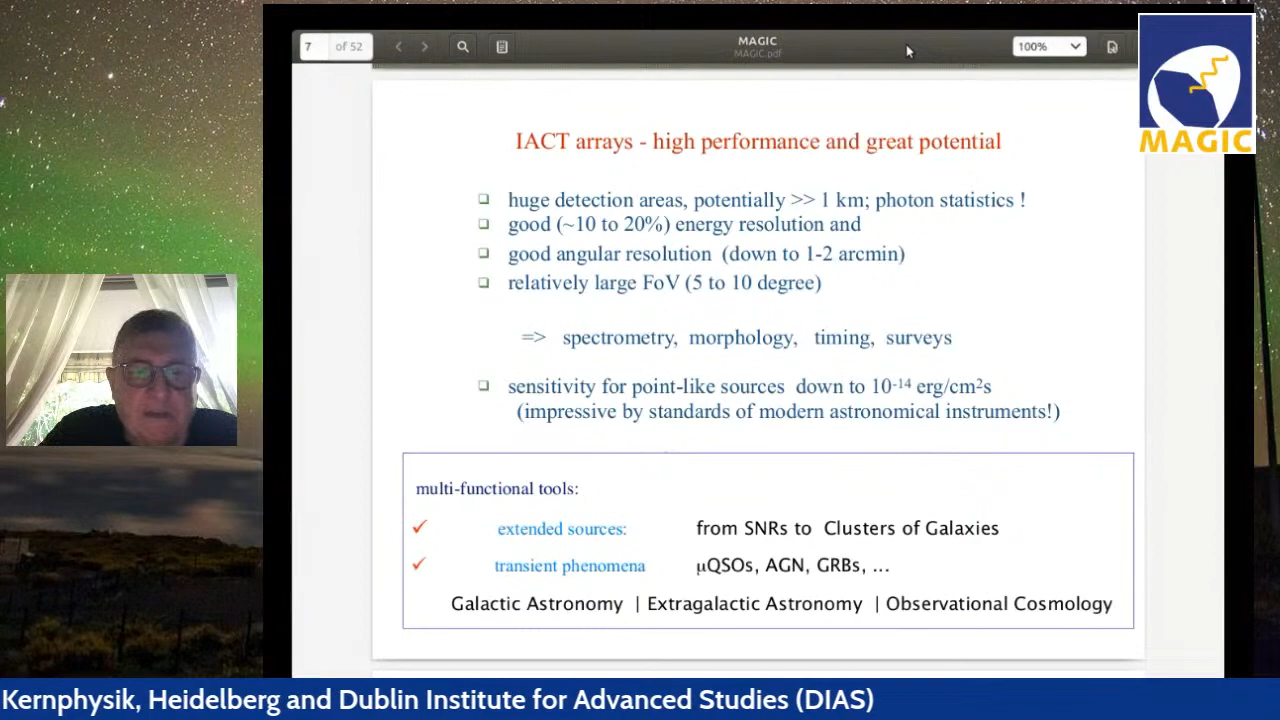 7 of 52
MAGIC
MAGIC.pdf
100%
MAGIC
IACT arrays - high performance and great potential
huge detection areas, potentially >> 1 km; photon statistics !
good (~10 to 20%) energy resolution and
good angular resolution (down to 1-2 arcmin)
relatively large FoV (5 to 10 degree)
=> spectrometry, morphology, timing, surveys
sensitivity for point-like sources down to 10⁻¹⁴ erg/cm²s
(impressive by standards of modern astronomical instruments!)
multi-functional tools:
✓ extended sources: from SNRs to Clusters of Galaxies
✓ transient phenomena μQSOs, AGN, GRBs, ...
Galactic Astronomy | Extragalactic Astronomy | Observational Cosmology
Kernphysik, Heidelberg and Dublin Institute for Advanced Studies (DIAS)